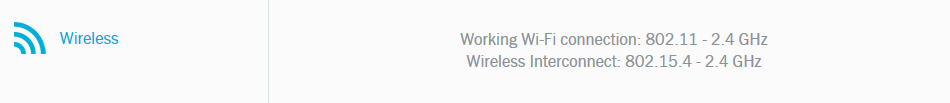 Wireless
Working Wi-Fi connection: 802.11 - 2.4 GHz
Wireless Interconnect: 802.15.4 - 2.4 GHz